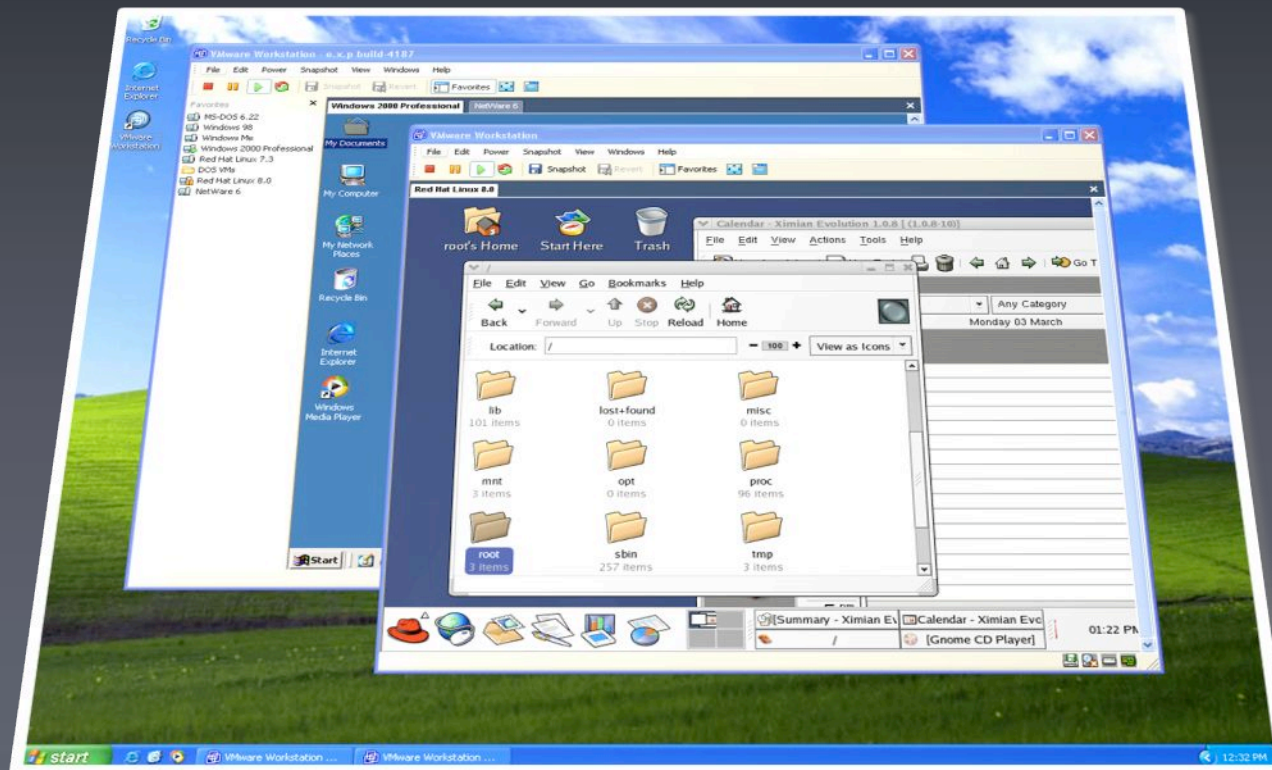 Recycle Bin
Internet
Explorer
VMware
Workstation
VMware Workstation - e.x.p build-4187
File Edit Power Snapshot View Windows Help
Snapshot Revert Favorites
Favorites
MS-DOS 6.22
Windows 98
Windows Me
Windows 2000 Professional
Red Hat Linux 7.3
DOS VMs
Red Hat Linux 8.0
NetWare 6
Windows 2000 Professional NetWare 6
My Documents
My Computer
My Network
Places
Recycle Bin
Internet
Explorer
Windows
Media Player
Start
VMware Workstation
File Edit Power Snapshot View Windows Help
Snapshot Revert Favorites
Red Hat Linux 8.0
root's Home Start Here Trash
Calendar - Ximian Evolution 1.0.8 [ (1.0.8-10)]
File Edit View Actions Tools Help
Go T
Any Category
Monday 03 March
/
File Edit View Go Bookmarks Help
Back Forward Up Stop Reload Home
Location: / 100 View as Icons
lib lost+found misc
101 items 0 items 0 items
mnt opt proc
3 items 0 items 96 items
root sbin tmp
3 items 257 items 3 items
[Summary - Ximian Ev Calendar - Ximian Evo
/ [Gnome CD Player]
01:22 PM
start VMware Workstation ... VMware Workstation ... 12:32 PM